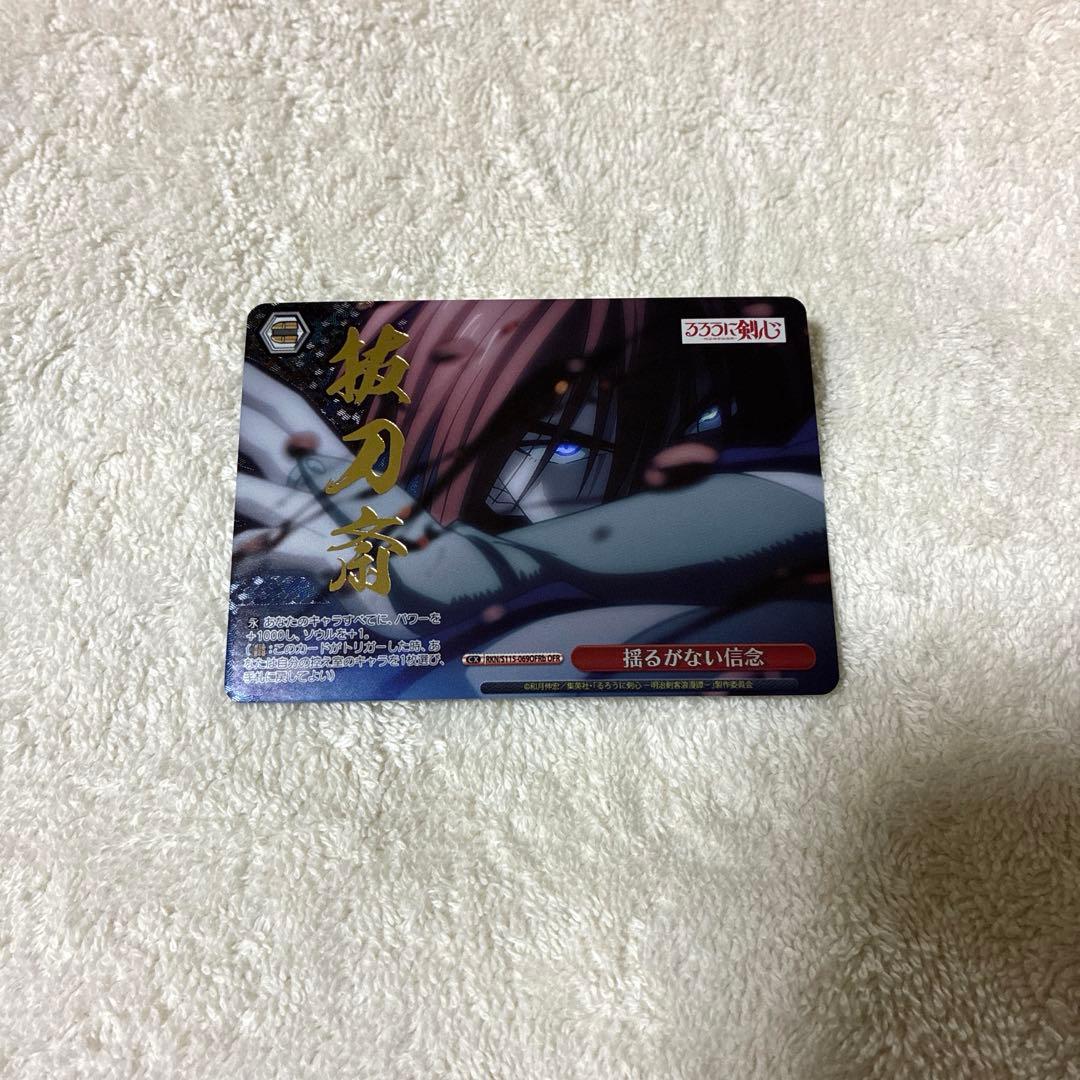 抜刀斎
るろうに剣心
永 あなたのキャラすべてに、パワーを
+1000し、ソウルを+1。
(:このカードがトリガーした時、あ
なたは自分の控え室のキャラを1枚選び、
手札に戻してよい)
CX RKN/S115-069OFRb OFR
揺るがない信念
©和月伸宏/集英社・「るろうに剣心 －明治剣客浪漫譚－」製作委員会